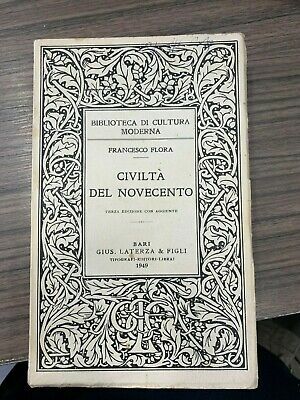 BIBLIOTECA DI CULTURA
MODERNA
FRANCESCO FLORA
CIVILTÀ
DEL NOVECENTO
TERZA EDIZIONE CON AGGIUNTE
BARI
GIUS. LATERZA & FIGLI
TIPOGRAFI-EDITORI-LIBRAI
1949